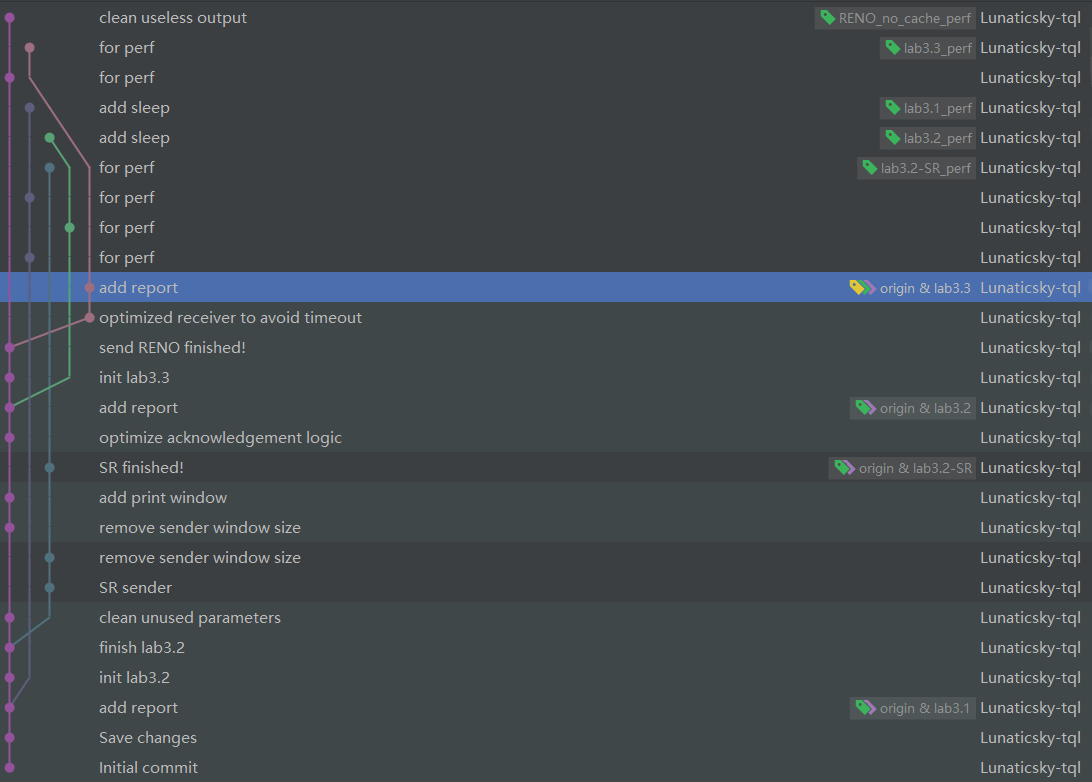 clean useless output RENO_no_cache_perf Lunaticsky-tql
for perf lab3.3_perf Lunaticsky-tql
for perf Lunaticsky-tql
add sleep lab3.1_perf Lunaticsky-tql
add sleep lab3.2_perf Lunaticsky-tql
for perf lab3.2-SR_perf Lunaticsky-tql
for perf Lunaticsky-tql
for perf Lunaticsky-tql
for perf Lunaticsky-tql
add report origin & lab3.3 Lunaticsky-tql
optimized receiver to avoid timeout Lunaticsky-tql
send RENO finished! Lunaticsky-tql
init lab3.3 Lunaticsky-tql
add report origin & lab3.2 Lunaticsky-tql
optimize acknowledgement logic Lunaticsky-tql
SR finished! origin & lab3.2-SR Lunaticsky-tql
add print window Lunaticsky-tql
remove sender window size Lunaticsky-tql
remove sender window size Lunaticsky-tql
SR sender Lunaticsky-tql
clean unused parameters Lunaticsky-tql
finish lab3.2 Lunaticsky-tql
init lab3.2 Lunaticsky-tql
add report origin & lab3.1 Lunaticsky-tql
Save changes Lunaticsky-tql
Initial commit Lunaticsky-tql